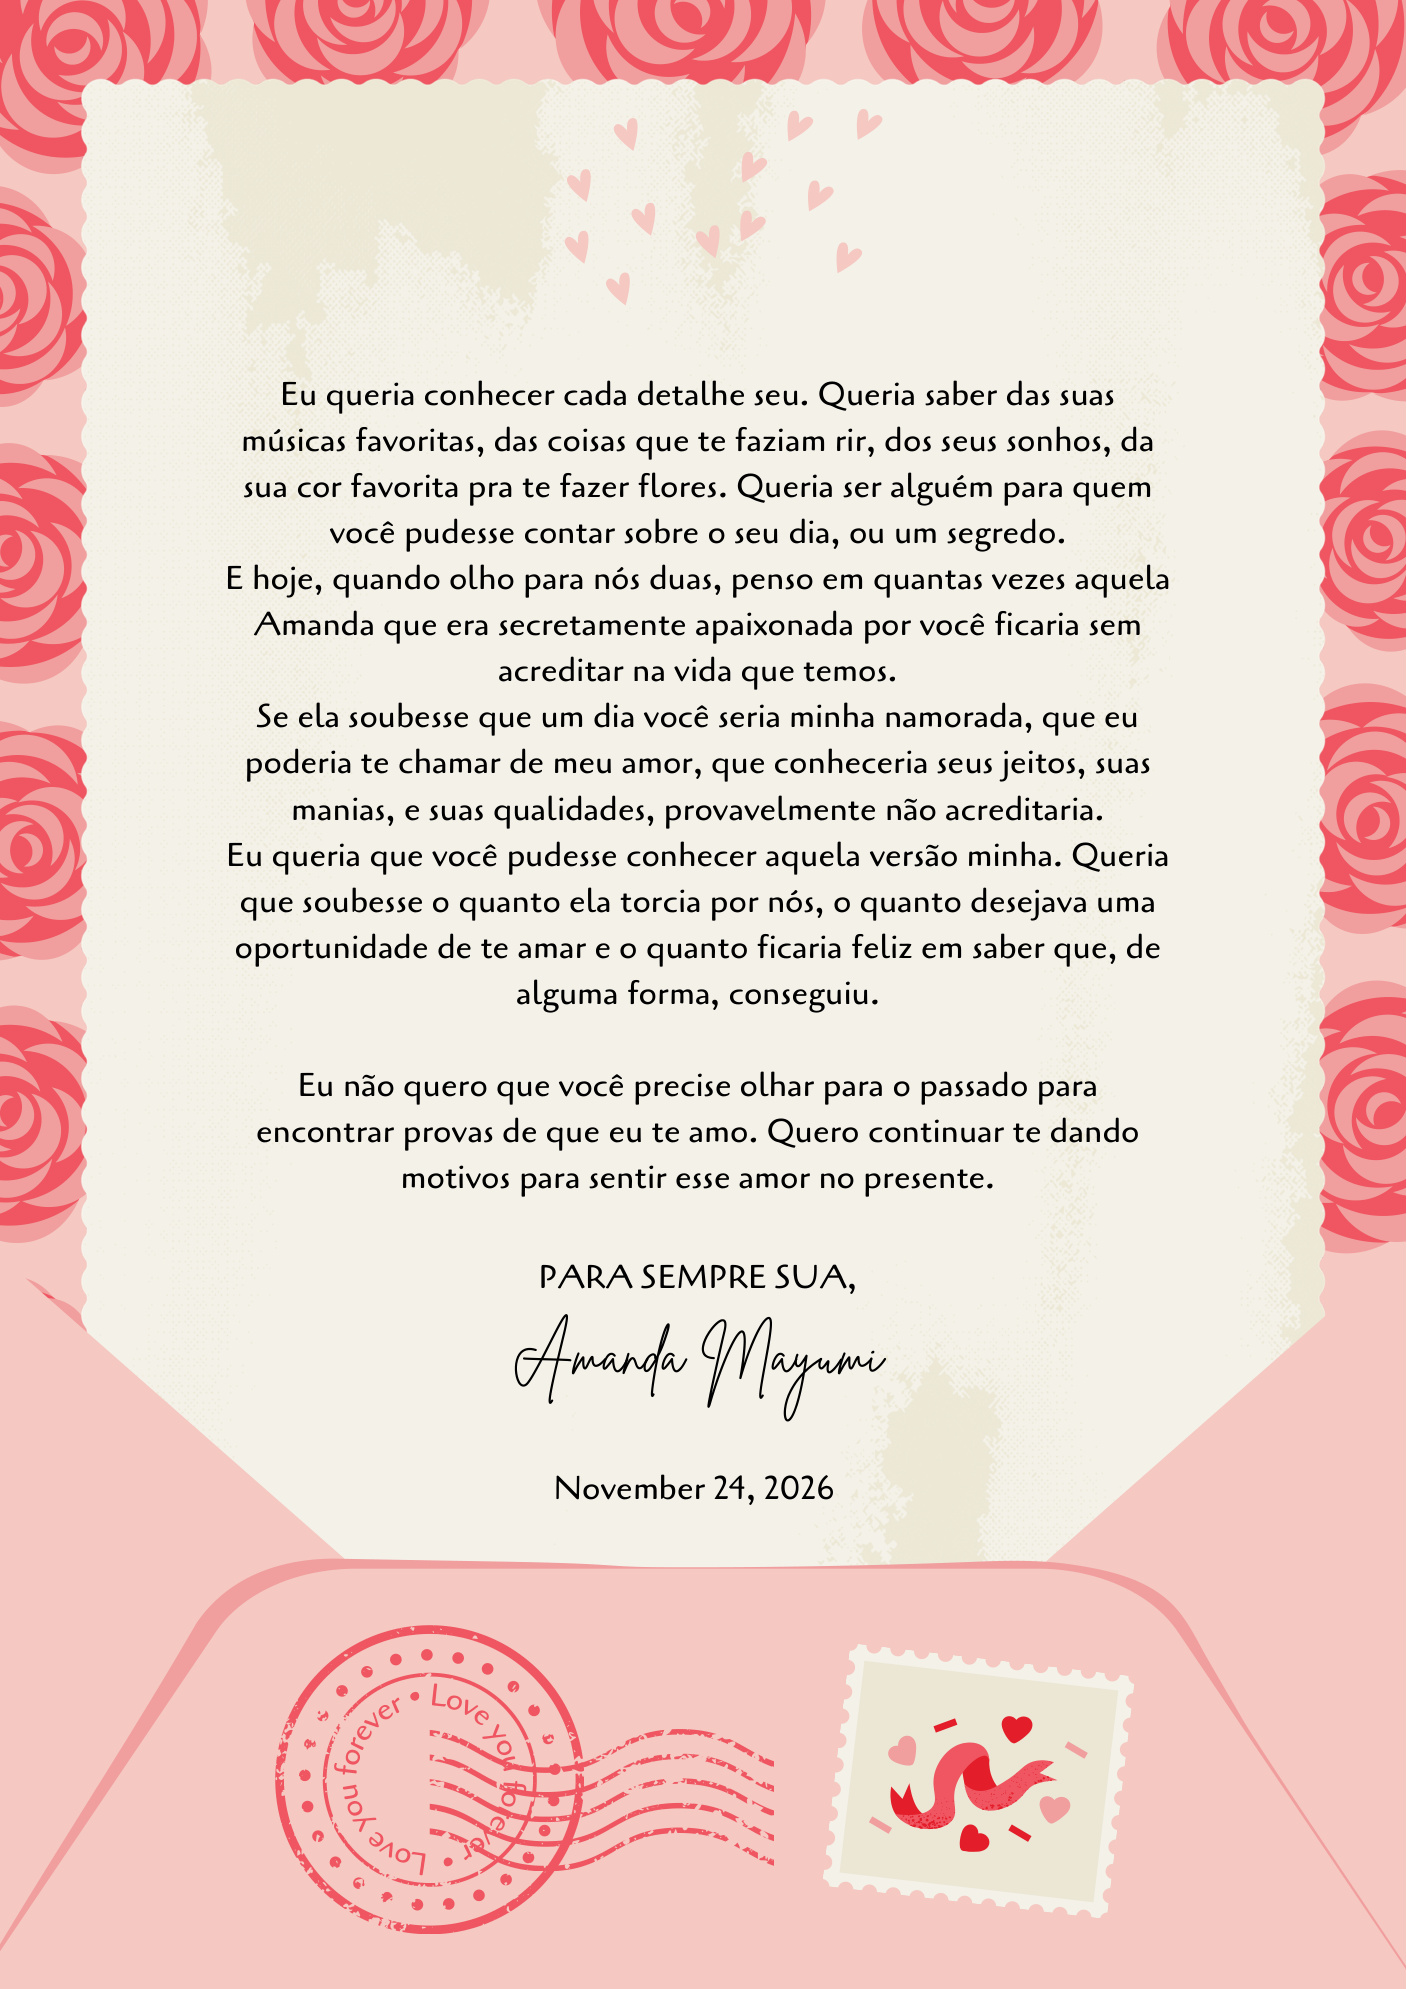 Eu queria conhecer cada detalhe seu. Queria saber das suas
músicas favoritas, das coisas que te faziam rir, dos seus sonhos, da
sua cor favorita pra te fazer flores. Queria ser alguém para quem
você pudesse contar sobre o seu dia, ou um segredo.
E hoje, quando olho para nós duas, penso em quantas vezes aquela
Amanda que era secretamente apaixonada por você ficaria sem
acreditar na vida que temos.
Se ela soubesse que um dia você seria minha namorada, que eu
poderia te chamar de meu amor, que conheceria seus jeitos, suas
manias, e suas qualidades, provavelmente não acreditaria.
Eu queria que você pudesse conhecer aquela versão minha. Queria
que soubesse o quanto ela torcia por nós, o quanto desejava uma
oportunidade de te amar e o quanto ficaria feliz em saber que, de
alguma forma, conseguiu.
Eu não quero que você precise olhar para o passado para
encontrar provas de que eu te amo. Quero continuar te dando
motivos para sentir esse amor no presente.
PARA SEMPRE SUA,
Amanda Mayumi
November 24, 2026
Love you forever • Love you forever •